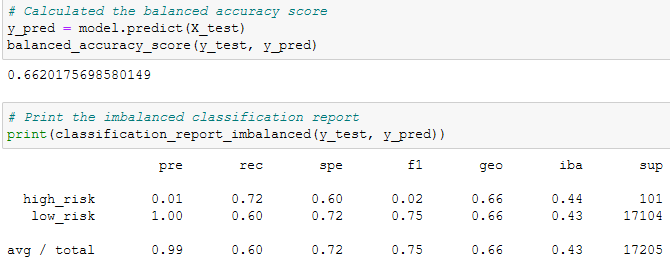 # Calculated the balanced accuracy score
y_pred = model.predict(X_test)
balanced_accuracy_score(y_test, y_pred)
0.6620175698580149
# Print the imbalanced classification report
print(classification_report_imbalanced(y_test, y_pred))
pre rec spe f1 geo iba sup
high_risk 0.01 0.72 0.60 0.02 0.66 0.44 101
low_risk 1.00 0.60 0.72 0.75 0.66 0.43 17104
avg / total 0.99 0.60 0.72 0.75 0.66 0.43 17205